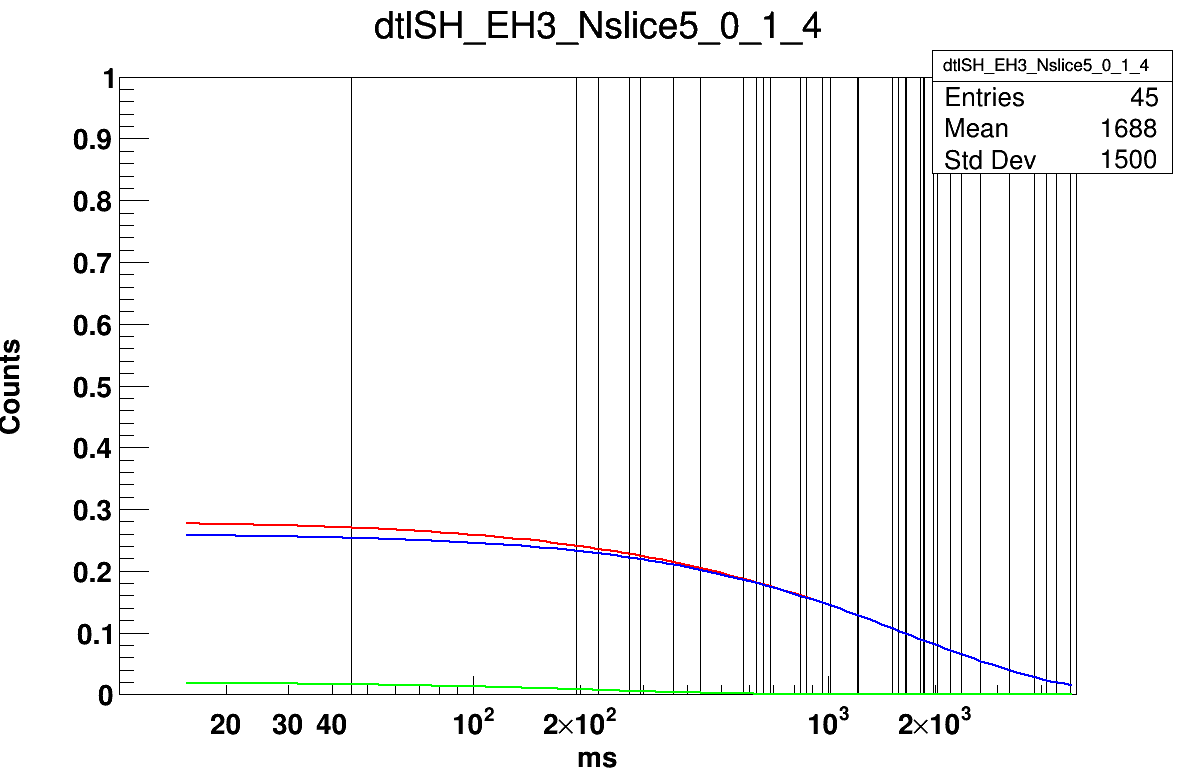 dtlSH_EH3_Nslice5_0_1_4
dtlSH_EH3_Nslice5_0_1_4
Entries 45
Mean 1688
Std Dev 1500
1
0.9
0.8
0.7
0.6
0.5
0.4
0.3
0.2
0.1
0
Counts
20 30 40 10² 2×10² 10³ 2×10³
ms